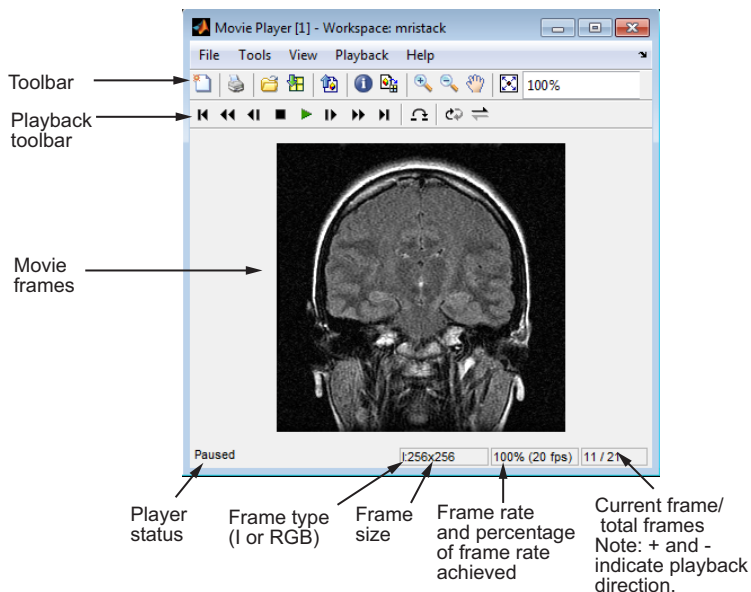 Movie Player [1] - Workspace: mristack
File Tools View Playback Help
Toolbar
100%
Playback
toolbar
Movie
frames
Paused
I:256x256
100% (20 fps)
11 / 21
Player
status
Frame type
(I or RGB)
Frame
size
Frame rate
and percentage
of frame rate
achieved
Current frame/
total frames
Note: + and -
indicate playback
direction.